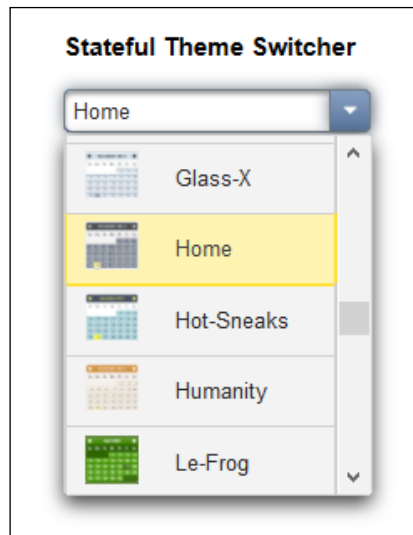 Stateful Theme Switcher
Home
Glass-X
Home
Hot-Sneaks
Humanity
Le-Frog